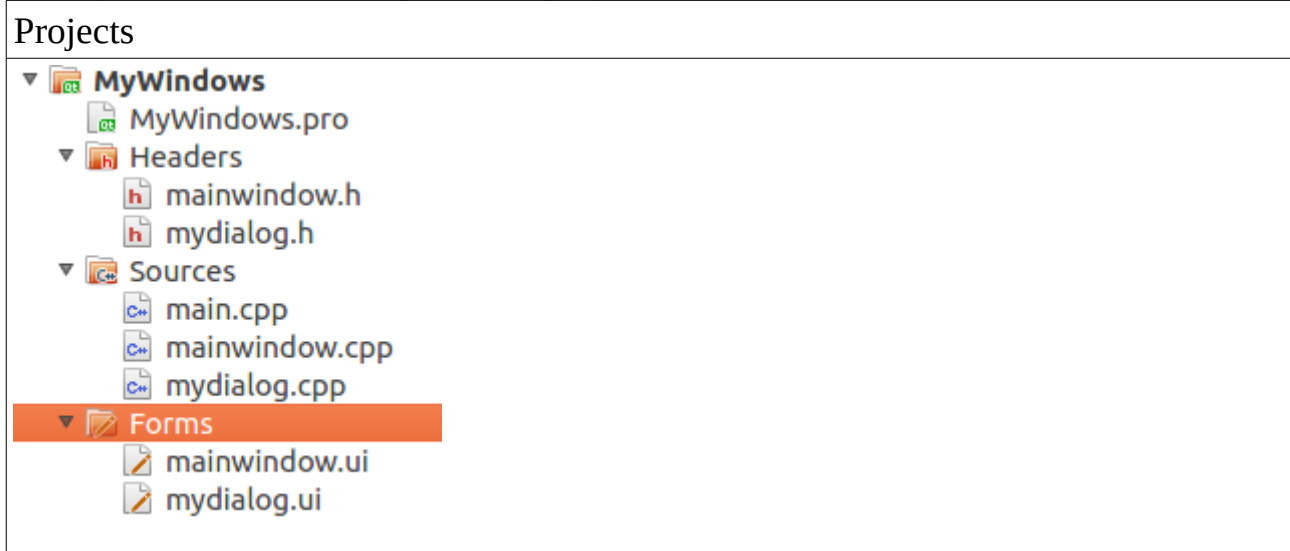 Projects
MyWindows
MyWindows.pro
Headers
mainwindow.h
mydialog.h
Sources
main.cpp
mainwindow.cpp
mydialog.cpp
Forms
mainwindow.ui
mydialog.ui